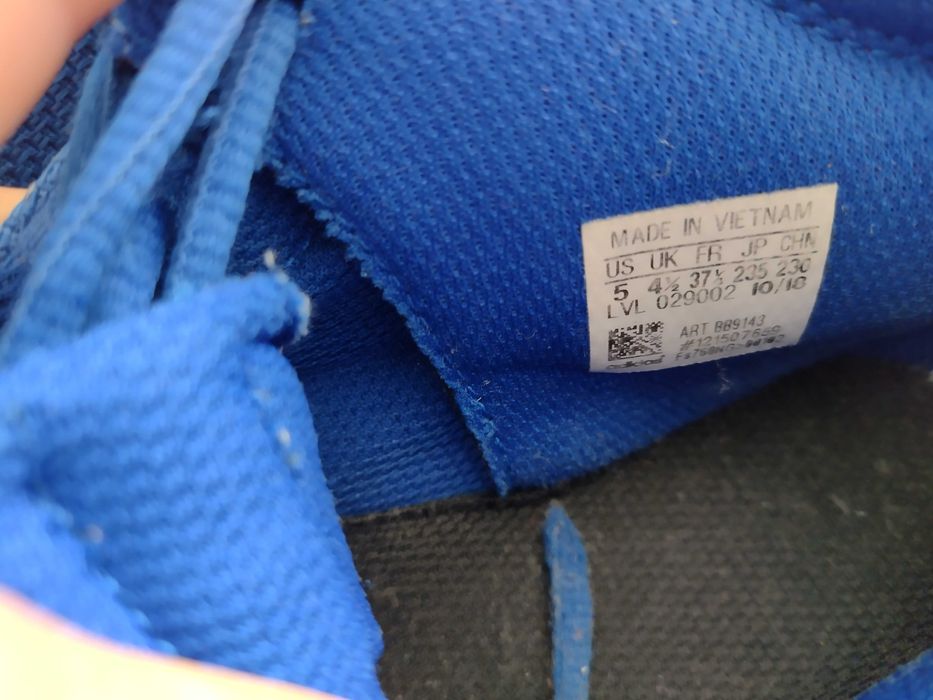 MADE IN VIETNAM
US UK FR JP CHN
5 4½ 37⅓ 235 230
LVL 029002 10/18
ART BB9143
adidas